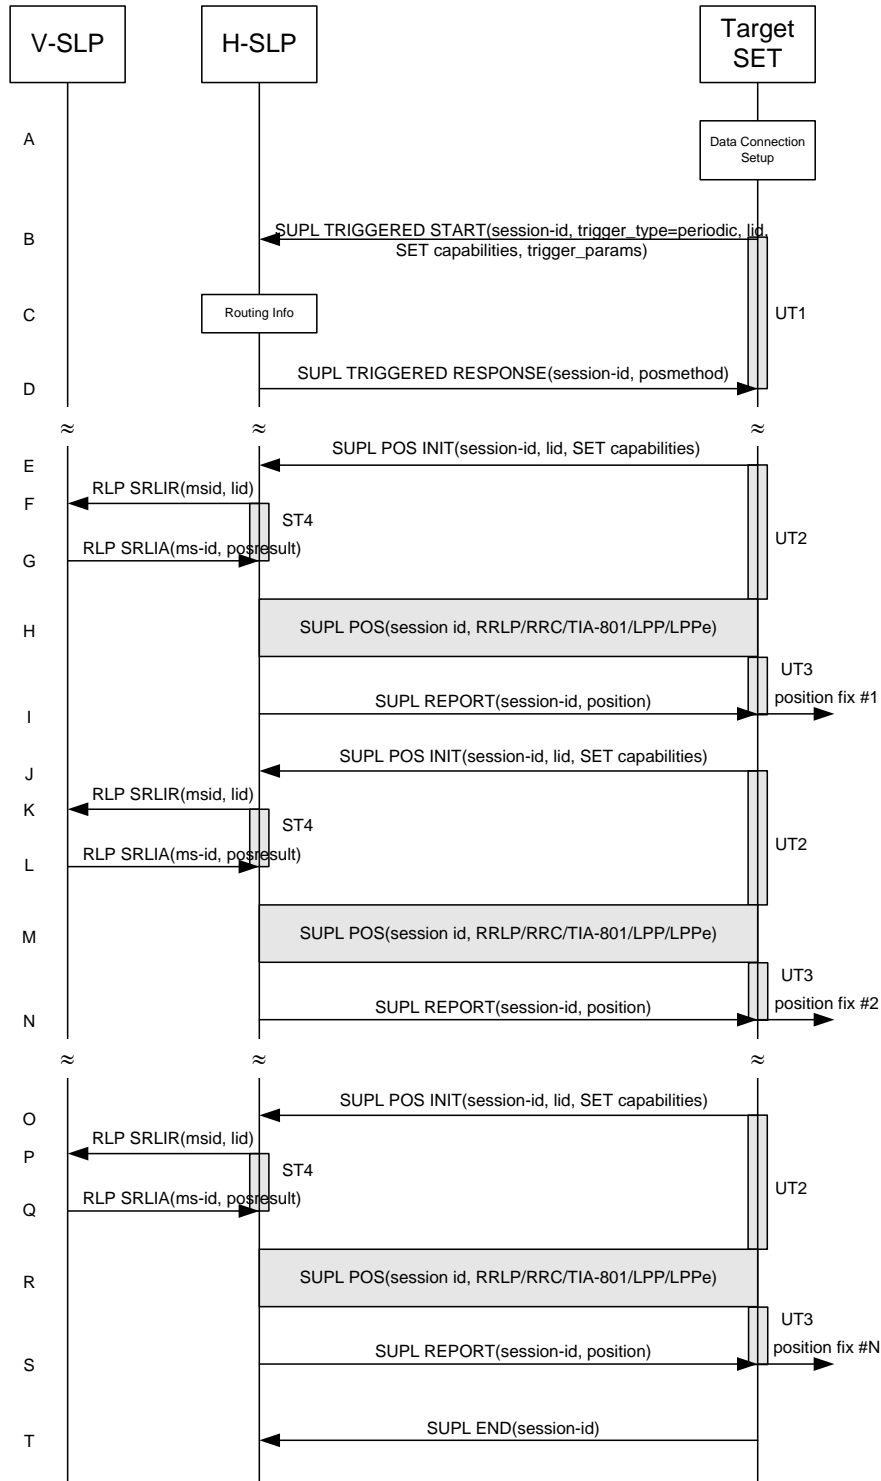 V-SLP
H-SLP
Target
SET
A
Data Connection
Setup
B
SUPL TRIGGERED START(session-id, trigger_type=periodic, lid,
SET capabilities, trigger_params)
C
Routing Info
UT1
D
SUPL TRIGGERED RESPONSE(session-id, posmethod)
≈ ≈ ≈
E
SUPL POS INIT(session-id, lid, SET capabilities)
F
RLP SRLIR(msid, lid)
ST4
UT2
G
RLP SRLIA(ms-id, posresult)
H
SUPL POS(session id, RRLP/RRC/TIA-801/LPP/LPPe)
UT3
position fix #1
I
SUPL REPORT(session-id, position)
J
SUPL POS INIT(session-id, lid, SET capabilities)
K
RLP SRLIR(msid, lid)
ST4
UT2
L
RLP SRLIA(ms-id, posresult)
M
SUPL POS(session id, RRLP/RRC/TIA-801/LPP/LPPe)
UT3
position fix #2
N
SUPL REPORT(session-id, position)
≈ ≈ ≈
O
SUPL POS INIT(session-id, lid, SET capabilities)
P
RLP SRLIR(msid, lid)
ST4
UT2
Q
RLP SRLIA(ms-id, posresult)
R
SUPL POS(session id, RRLP/RRC/TIA-801/LPP/LPPe)
UT3
position fix #N
S
SUPL REPORT(session-id, position)
T
SUPL END(session-id)